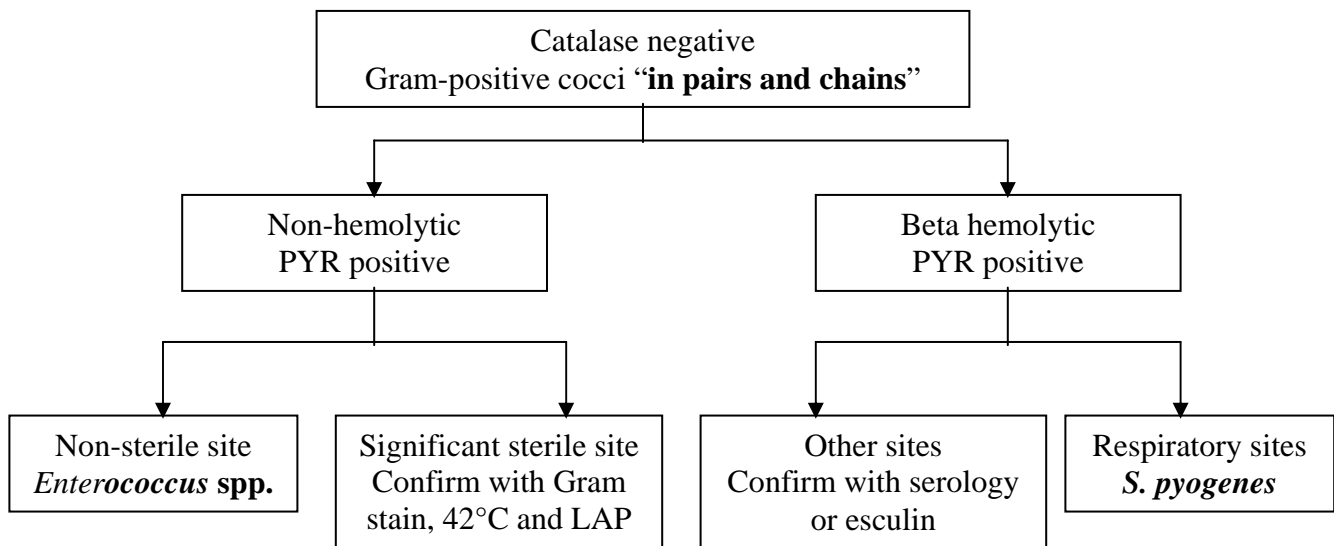 Catalase negative
Gram-positive cocci “in pairs and chains”
Non-hemolytic
PYR positive
Beta hemolytic
PYR positive
Non-sterile site
Enterococcus spp.
Significant sterile site
Confirm with Gram
stain, 42°C and LAP
Other sites
Confirm with serology
or esculin
Respiratory sites
S. pyogenes